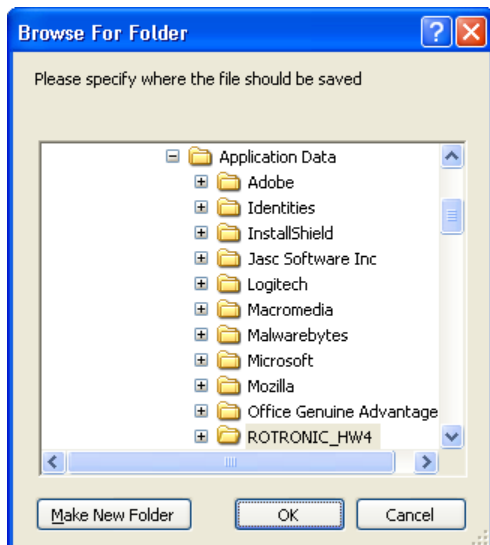 Browse For Folder
Please specify where the file should be saved
Application Data
Adobe
Identities
InstallShield
Jasc Software Inc
Logitech
Macromedia
Malwarebytes
Microsoft
Mozilla
Office Genuine Advantage
ROTRONIC_HW4
Make New Folder
OK
Cancel